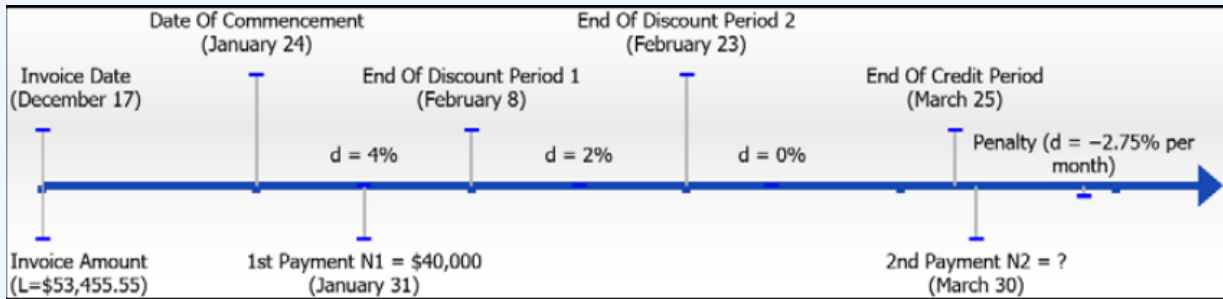 Date Of Commencement
(January 24)
End Of Discount Period 2
(February 23)
Invoice Date
(December 17)
End Of Discount Period 1
(February 8)
End Of Credit Period
(March 25)
d = 4%
d = 2%
d = 0%
Penalty (d = −2.75% per
month)
Invoice Amount
(L=$53,455.55)
1st Payment N1 = $40,000
(January 31)
2nd Payment N2 = ?
(March 30)